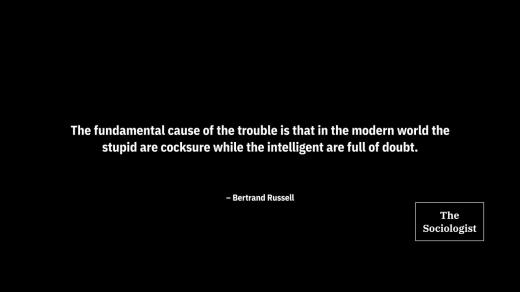 The fundamental cause of the trouble is that in the modern world the
stupid are cocksure while the intelligent are full of doubt.
– Bertrand Russell
The
Sociologist